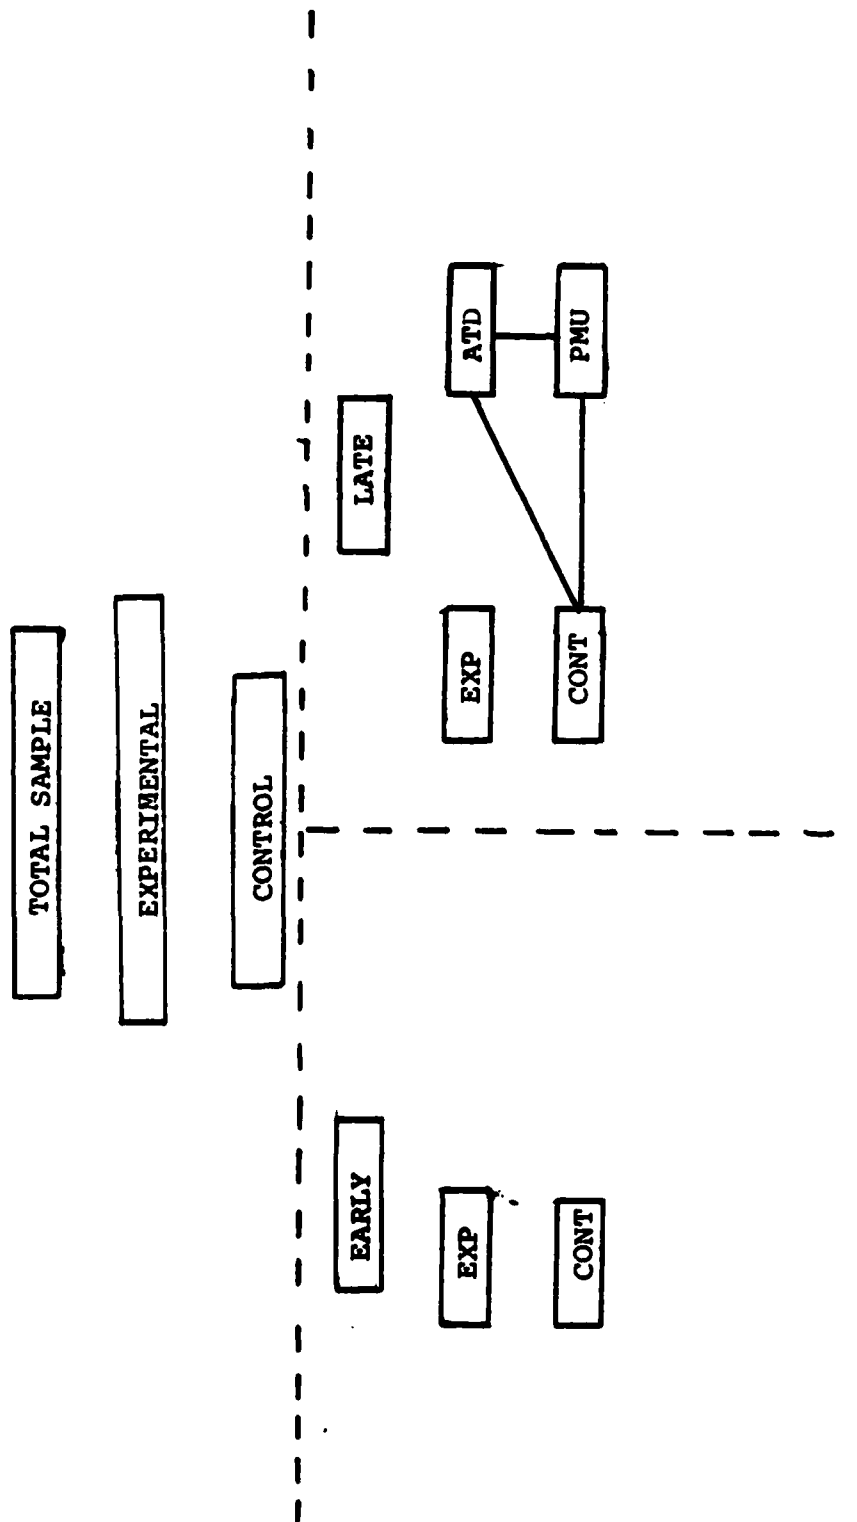 TOTAL SAMPLE
EXPERIMENTAL
CONTROL
EARLY
LATE
EXP
EXP
ATD
CONT
CONT
PMU